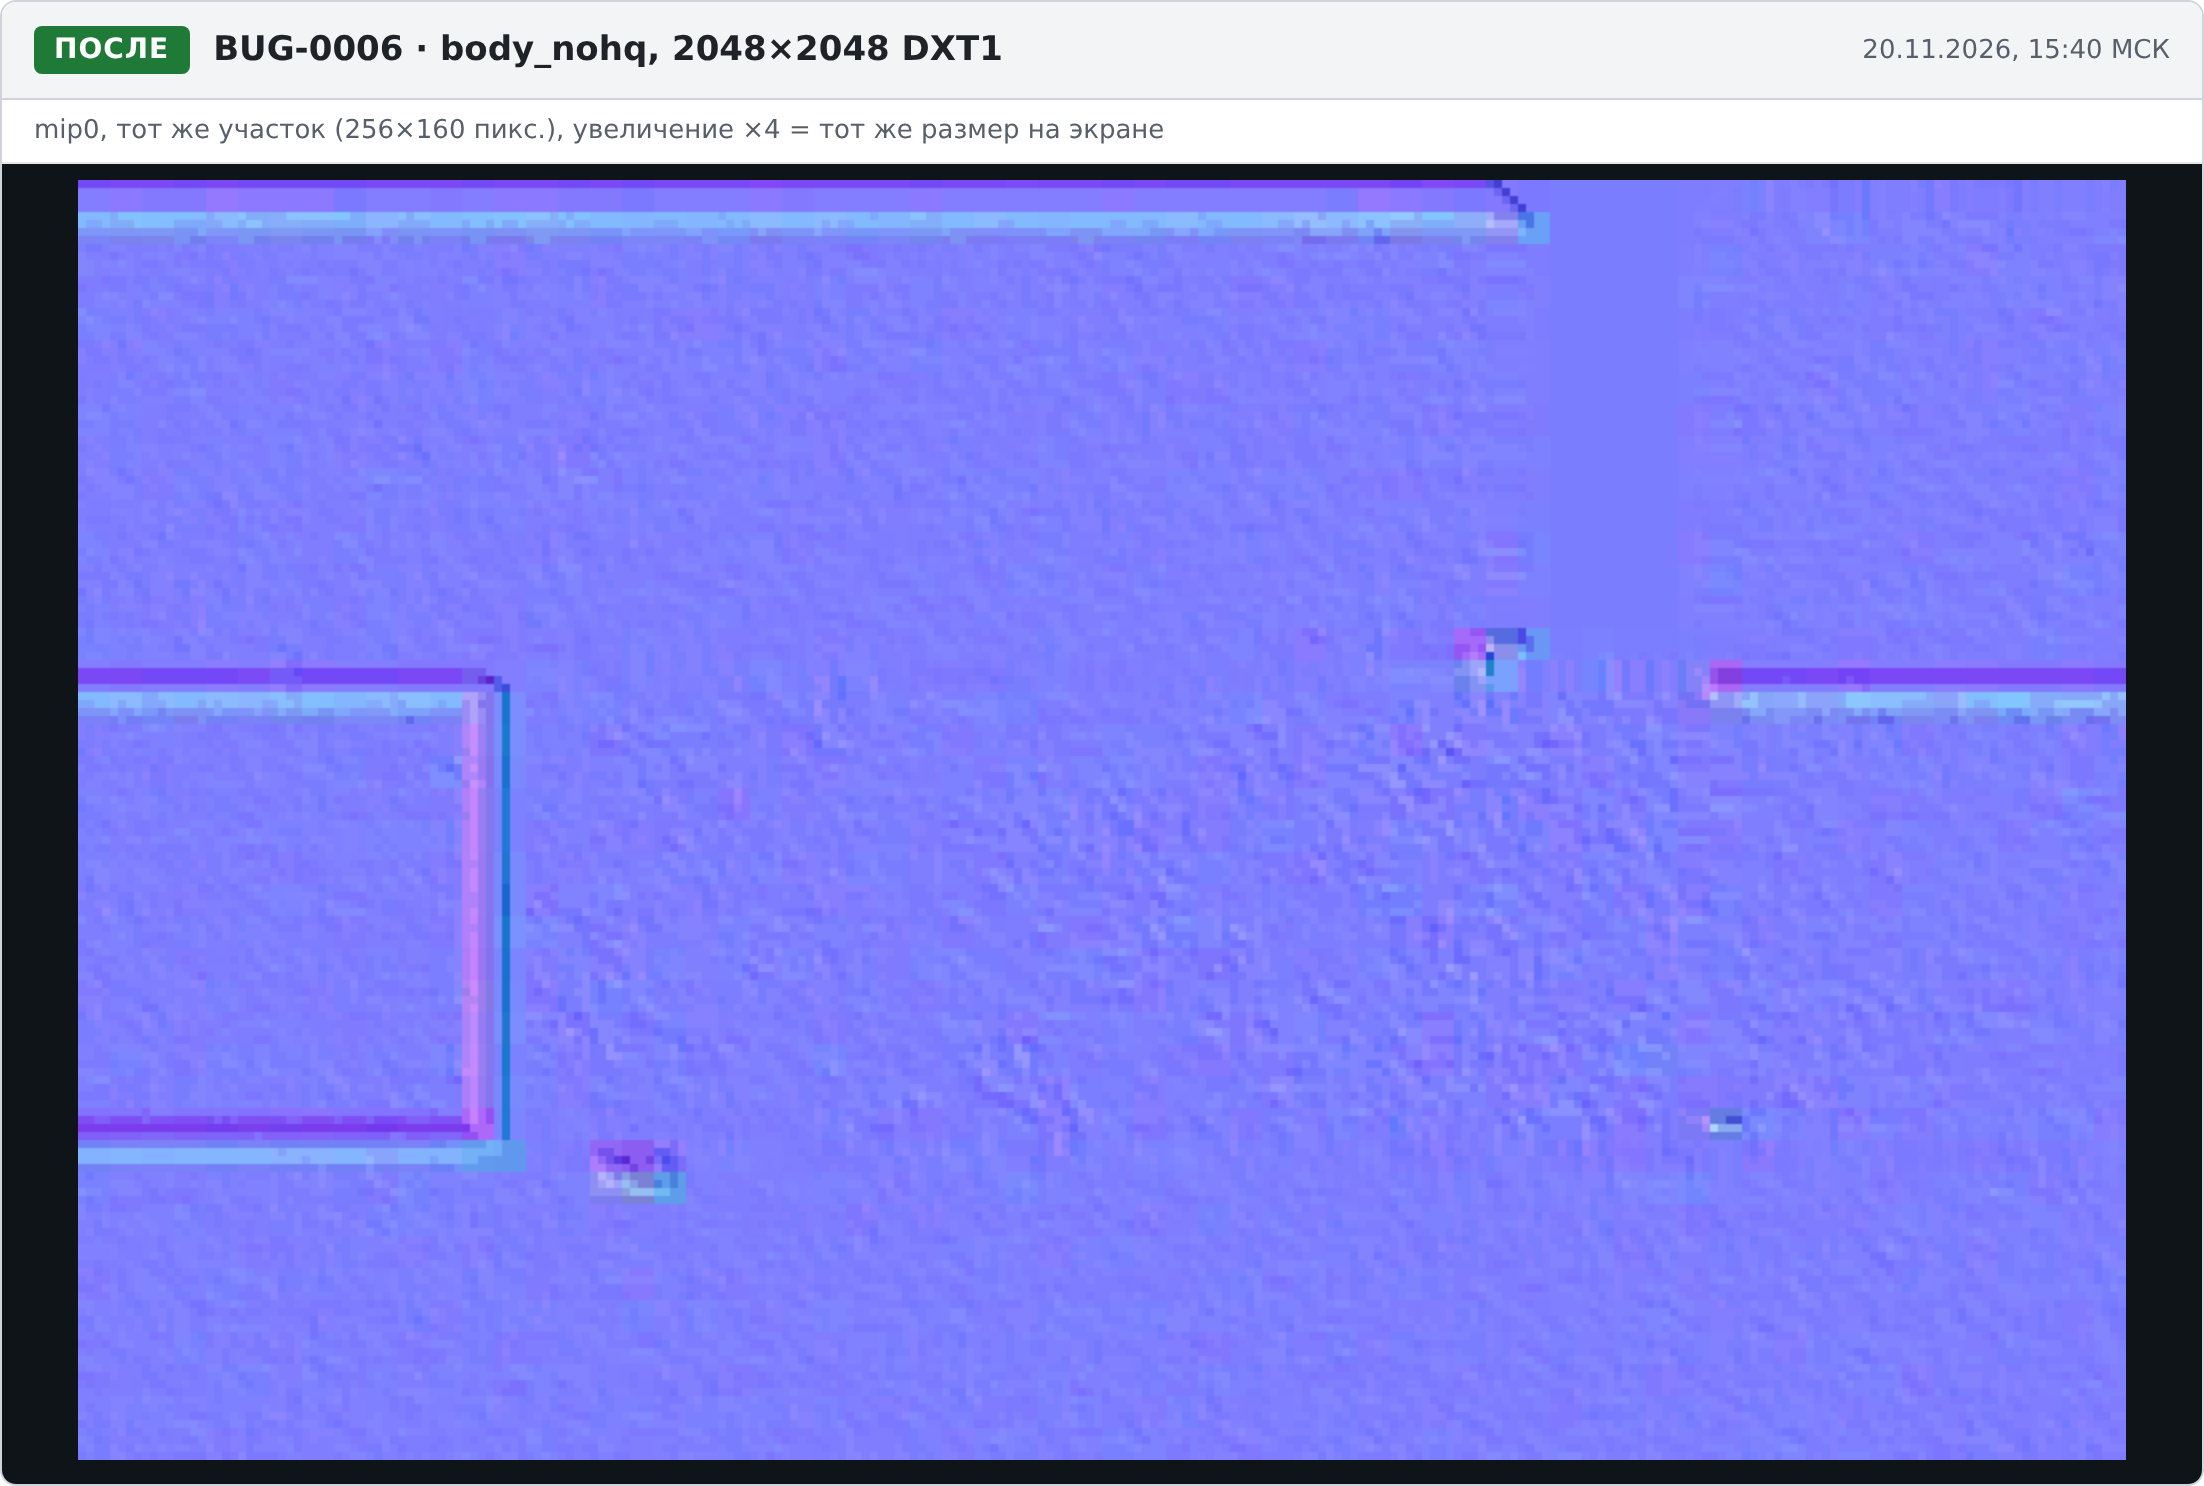 ПОСЛЕ BUG-0006 · body_nohq, 2048×2048 DXT1 20.11.2026, 15:40 МСК
mip0, тот же участок (256×160 пикс.), увеличение ×4 = тот же размер на экране